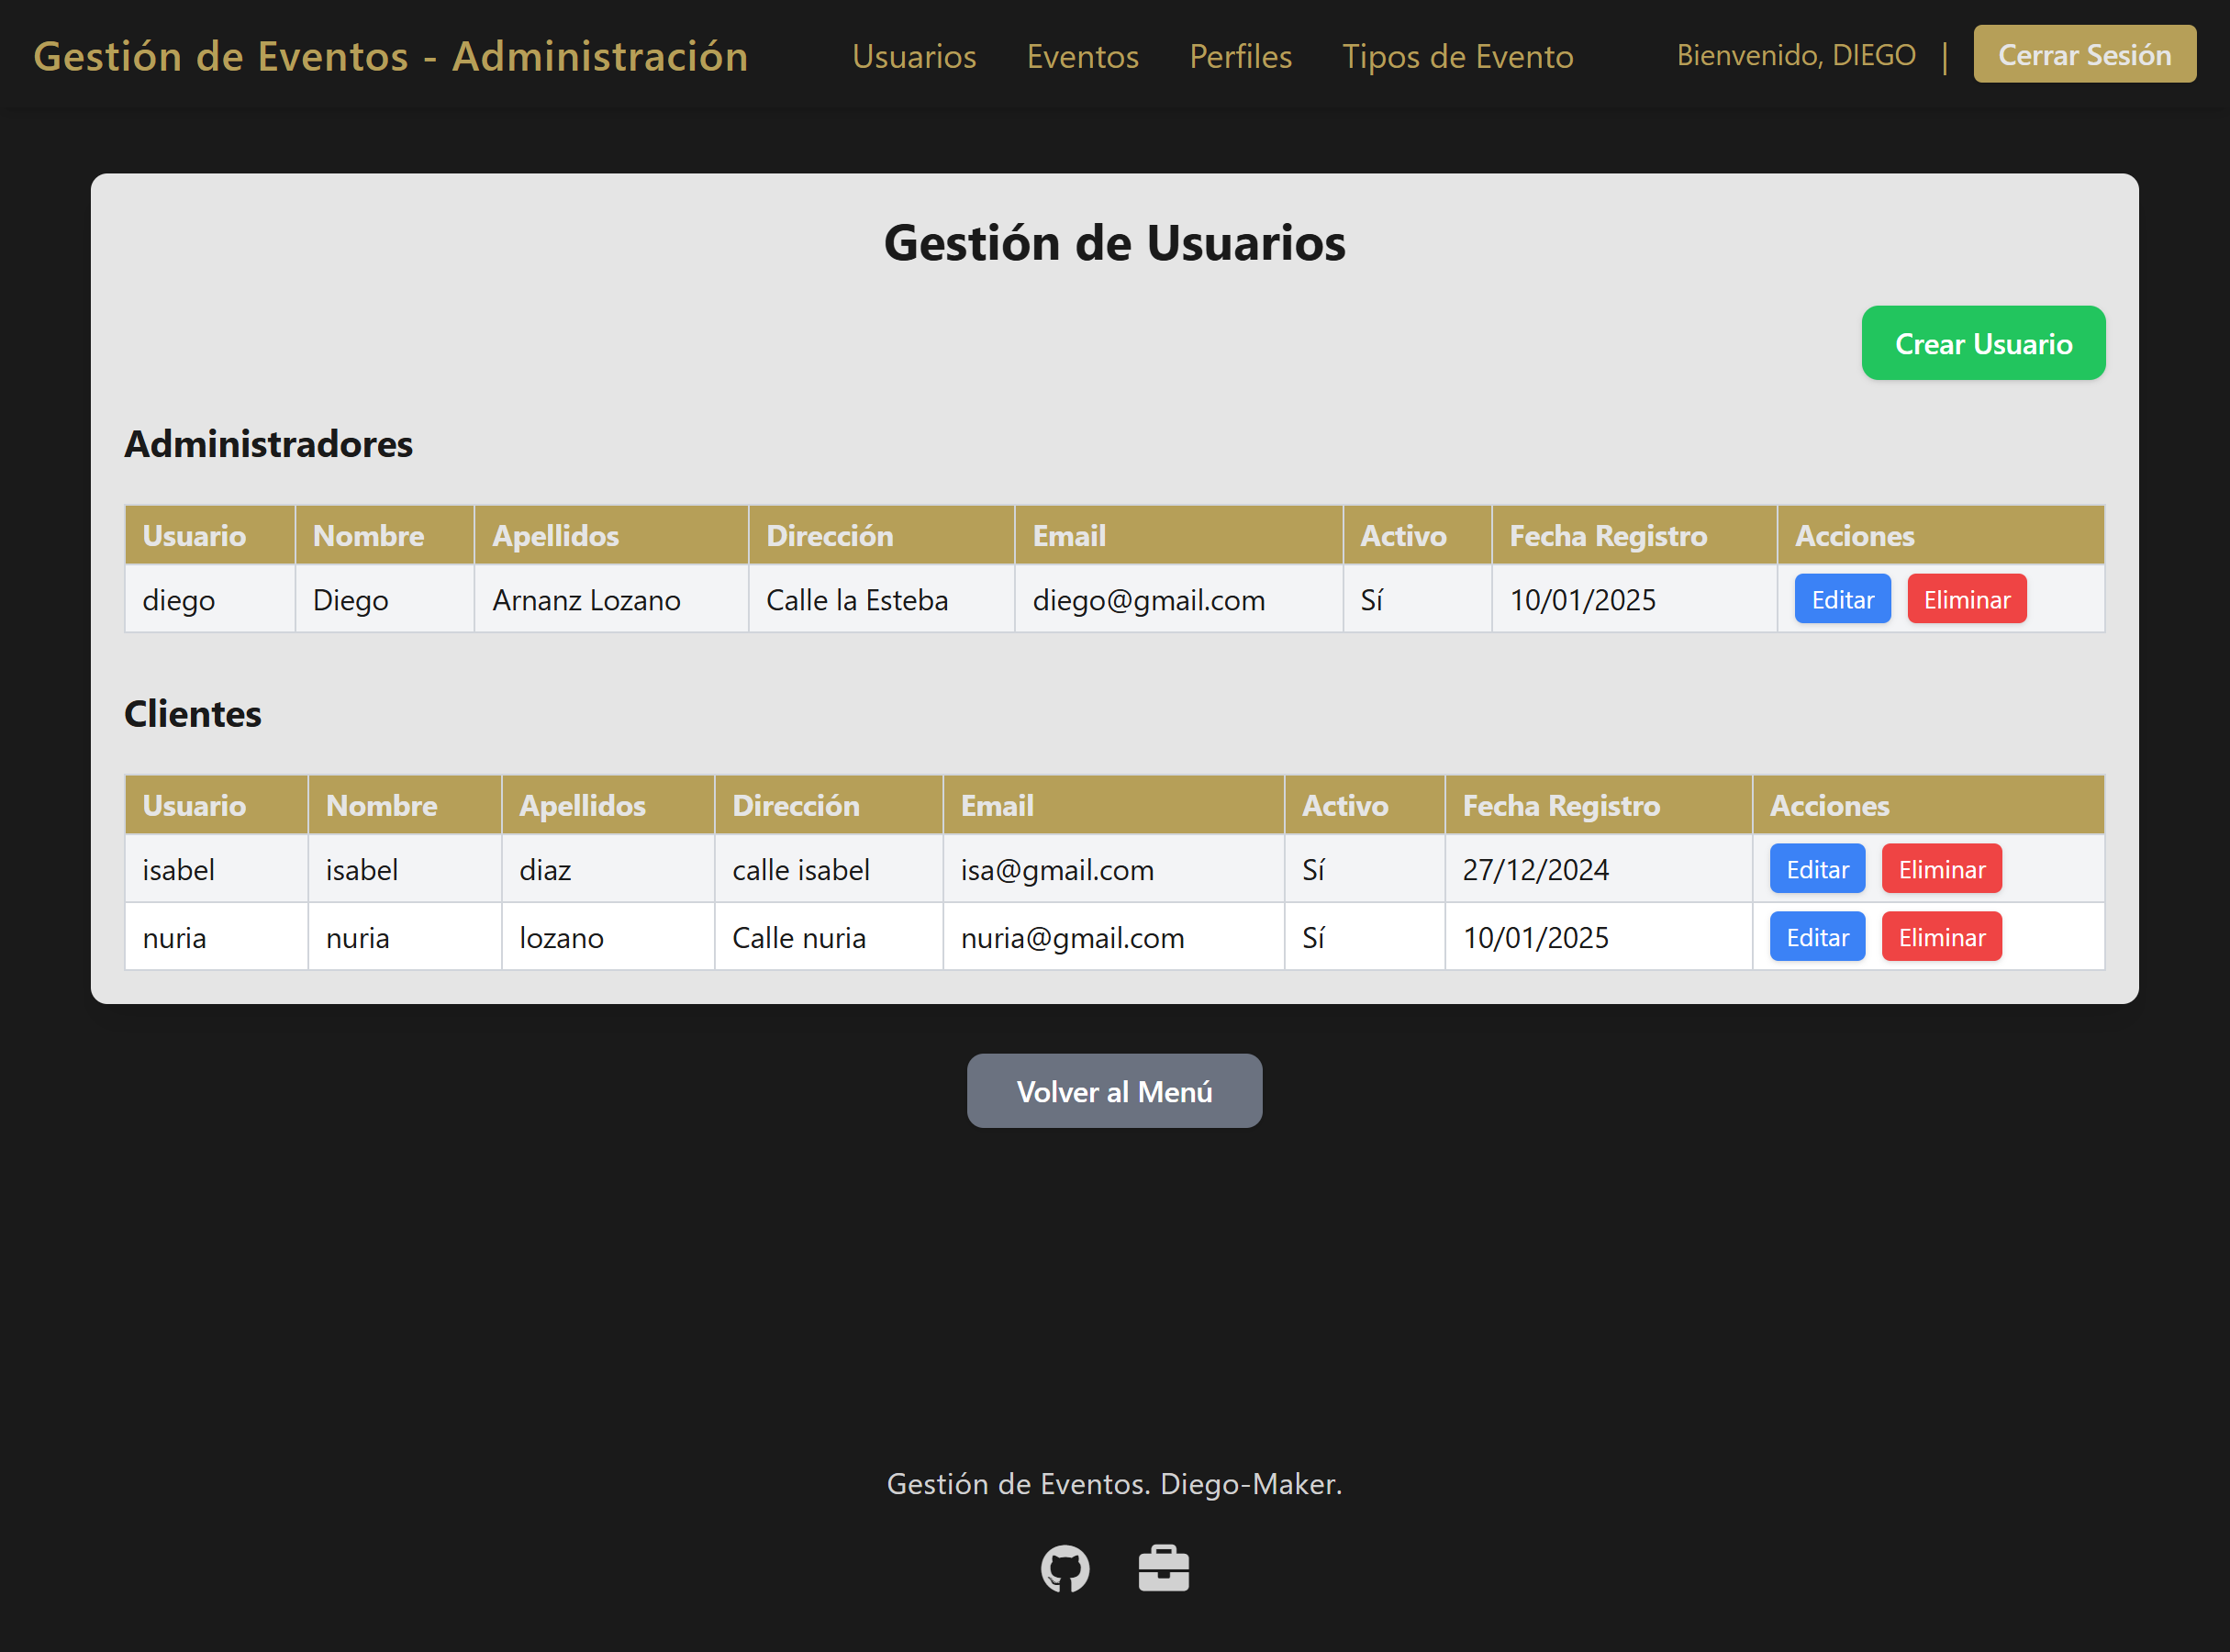 Gestión de Eventos - Administración Usuarios Eventos Perfiles Tipos de Evento Bienvenido, DIEGO | Cerrar Sesión
Gestión de Usuarios
Crear Usuario
Administradores
Usuario Nombre Apellidos Dirección Email Activo Fecha Registro Acciones
diego Diego Arnanz Lozano Calle la Esteba diego@gmail.com Sí 10/01/2025 Editar Eliminar
Clientes
Usuario Nombre Apellidos Dirección Email Activo Fecha Registro Acciones
isabel isabel diaz calle isabel isa@gmail.com Sí 27/12/2024 Editar Eliminar
nuria nuria lozano Calle nuria nuria@gmail.com Sí 10/01/2025 Editar Eliminar
Volver al Menú
Gestión de Eventos. Diego-Maker.